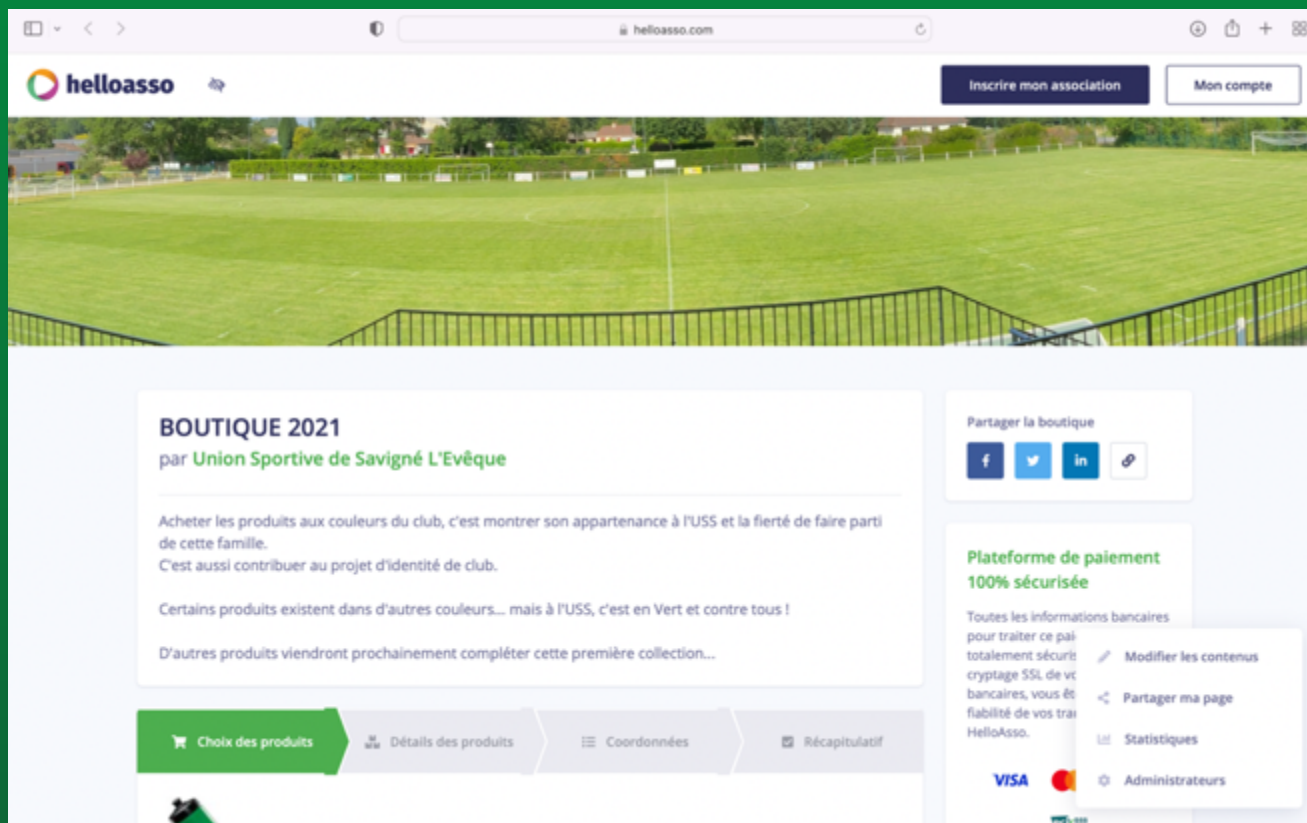 helloasso.com
helloasso
Inscrire mon association
Mon compte
BOUTIQUE 2021
par Union Sportive de Savigné L'Evêque
Acheter les produits aux couleurs du club, c'est montrer son appartenance à l'USS et la fierté de faire parti
de cette famille.
C'est aussi contribuer au projet d'identité de club.
Certains produits existent dans d'autres couleurs... mais à l'USS, c'est en Vert et contre tous !
D'autres produits viendront prochainement compléter cette première collection...
Choix des produits
Détails des produits
Coordonnées
Récapitulatif
Partager la boutique
f
in
Plateforme de paiement
100% sécurisée
Toutes les informations bancaires
pour traiter ce pai
totalement sécuris
cryptage SSL de vo
bancaires, vous êt
fiabilité de vos tra
HelloAsso.
VISA
Modifier les contenus
Partager ma page
Statistiques
Administrateurs